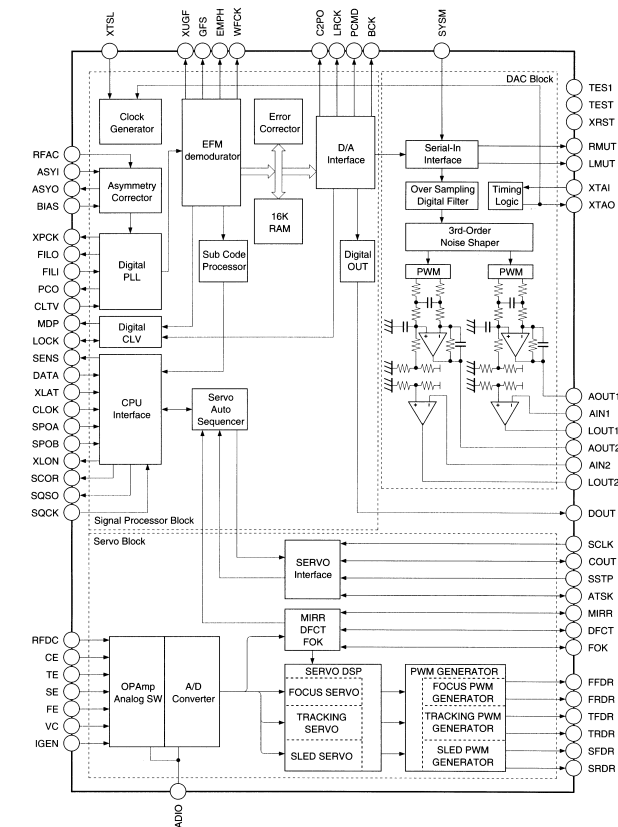 XTSL
XUGF
GFS
EMPH
WFCK
C2PO
LRCK
PCMD
BCK
SYSM
DAC Block
TES1
TEST
XRST
RMUT
LMUT
XTAI
XTAO
Clock
Generator
EFM
demodurator
Error
Corrector
D/A
Interface
Serial-In
Interface
RFAC
ASYI
ASYO
BIAS
Asymmetry
Corrector
16K
RAM
Over Sampling
Digital Filter
Timing
Logic
3rd-Order
Noise Shaper
XPCK
FILO
FILI
PCO
CLTV
Digital
PLL
Sub Code
Processor
Digital
OUT
PWM
PWM
MDP
LOCK
Digital
CLV
SENS
DATA
XLAT
CLOK
SPOA
SPOB
XLON
SCOR
SQSO
SQCK
CPU
Interface
Servo
Auto
Sequencer
AOUT1
AIN1
LOUT1
AOUT2
AIN2
LOUT2
DOUT
Signal Processor Block
Servo Block
SERVO
Interface
SCLK
COUT
SSTP
ATSK
MIRR
DFCT
FOK
MIRR
DFCT
FOK
RFDC
CE
TE
SE
FE
VC
IGEN
OPAmp
Analog SW
A/D
Converter
SERVO DSP
FOCUS SERVO
TRACKING
SERVO
SLED SERVO
PWM GENERATOR
FOCUS PWM
GENERATOR
TRACKING PWM
GENERATOR
SLED PWM
GENERATOR
FFDR
FRDR
TFDR
TRDR
SFDR
SRDR
ADIO